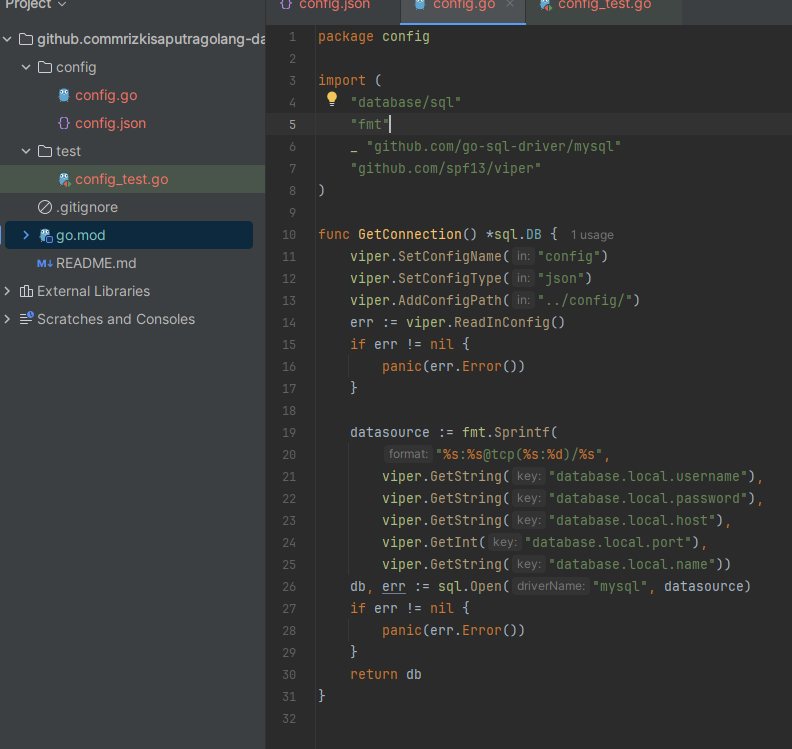 Project
config.json
config.go
config_test.go
github.commrizkisaputragolang-da
config
config.go
config.json
test
config_test.go
.gitignore
go.mod
README.md
External Libraries
Scratches and Consoles
1 package config
2
3 import (
4 "database/sql"
5 "fmt"
6 _ "github.com/go-sql-driver/mysql"
7 "github.com/spf13/viper"
8 )
9
10 func GetConnection() *sql.DB { 1 usage
11 viper.SetConfigName( in: "config")
12 viper.SetConfigType( in: "json")
13 viper.AddConfigPath( in: "../config/")
14 err := viper.ReadInConfig()
15 if err != nil {
16 panic(err.Error())
17 }
18
19 datasource := fmt.Sprintf(
20 format: "%s:%s@tcp(%s:%d)/%s",
21 viper.GetString( key: "database.local.username"),
22 viper.GetString( key: "database.local.password"),
23 viper.GetString( key: "database.local.host"),
24 viper.GetInt( key: "database.local.port"),
25 viper.GetString( key: "database.local.name"))
26 db, err := sql.Open( driverName: "mysql", datasource)
27 if err != nil {
28 panic(err.Error())
29 }
30 return db
31 }
32